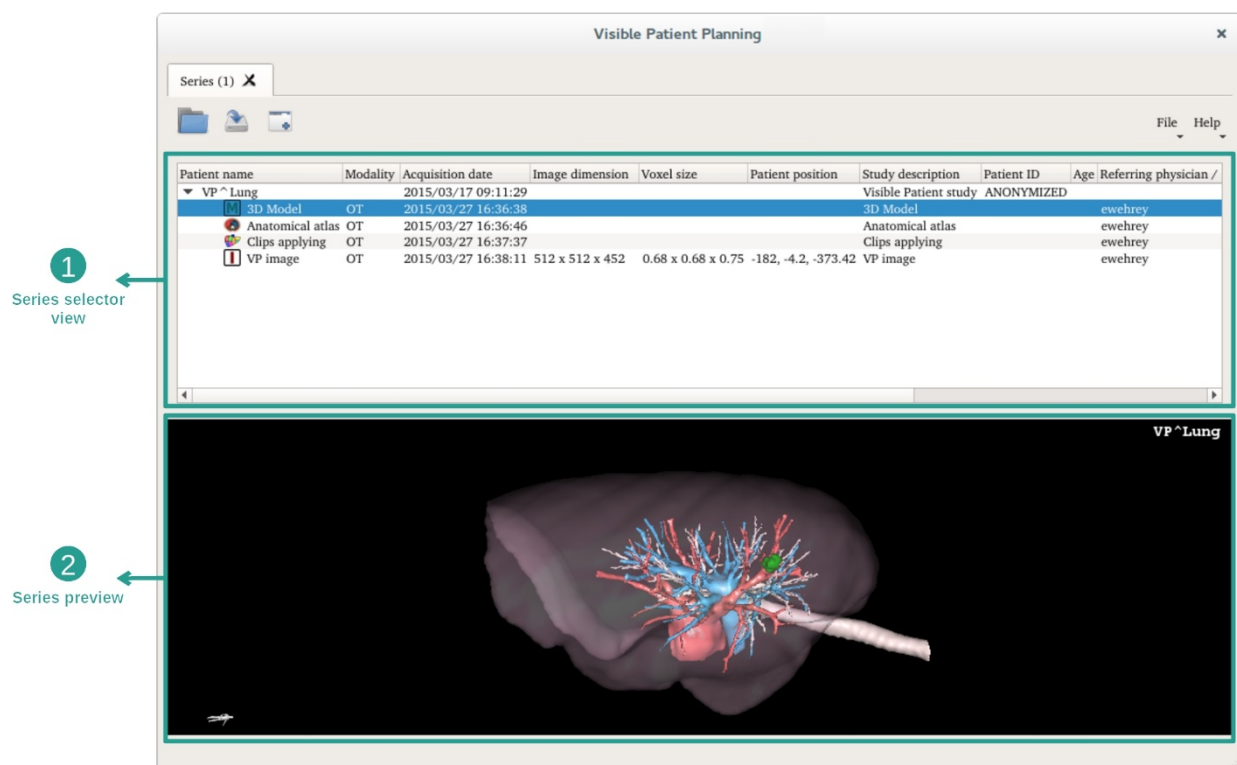 Visible Patient Planning
Series (1)
File Help
Patient name Modality Acquisition date Image dimension Voxel size Patient position Study description Patient ID Age Referring physician /
VP ^ Lung 2015/03/17 09:11:29 Visible Patient study ANONYMIZED
M 3D Model OT 2015/03/27 16:36:38 3D Model ewehrey
Anatomical atlas OT 2015/03/27 16:36:46 Anatomical atlas ewehrey
Clips applying OT 2015/03/27 16:37:37 Clips applying ewehrey
VP image OT 2015/03/27 16:38:11 512 x 512 x 452 0.68 x 0.68 x 0.75 -182, -4.2, -373.42 VP image ewehrey
1
Series selector
view
VP^Lung
2
Series preview